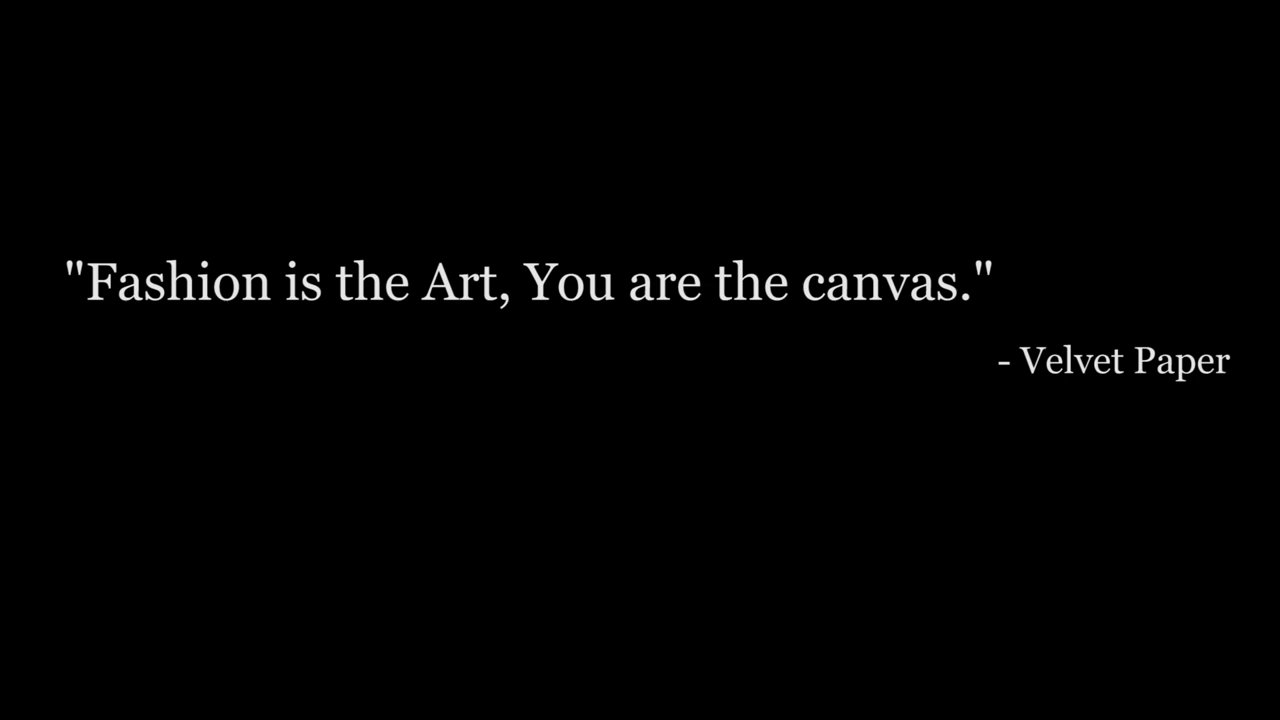 "Fashion is the Art, You are the canvas."
- Velvet Paper